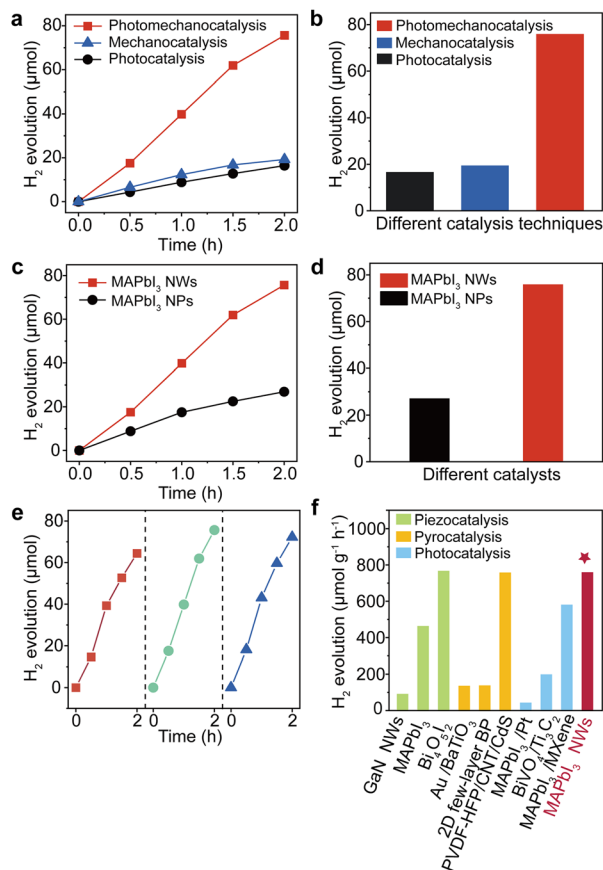 a
H₂ evolution (μmol)
80
60
40
20
0
Photomechanocatalysis
Mechanocatalysis
Photocatalysis
0.0 0.5 1.0 1.5 2.0
Time (h)
b
H₂ evolution (μmol)
80
60
40
20
0
Photomechanocatalysis
Mechanocatalysis
Photocatalysis
Different catalysis techniques
c
H₂ evolution (μmol)
80
60
40
20
0
MAPbI₃ NWs
MAPbI₃ NPs
0.0 0.5 1.0 1.5 2.0
Time (h)
d
H₂ evolution (μmol)
80
60
40
20
0
MAPbI₃ NWs
MAPbI₃ NPs
Different catalysts
e
H₂ evolution (μmol)
80
60
40
20
0
0 2 0 2 0 2
Time (h)
f
H₂ evolution (μmol g⁻¹ h⁻¹)
1000
800
600
400
200
0
Piezocatalysis
Pyrocatalysis
Photocatalysis
GaN NWs
MAPbI₃
Bi₄O₅I₂
Au /BaTiO₃
2D few-layer BP
PVDF-HFP/CNT/CdS
MAPbI₃/Pt
BiVO₄/Ti₃C₂
MAPbI₃/MXene
MAPbI₃ NWs